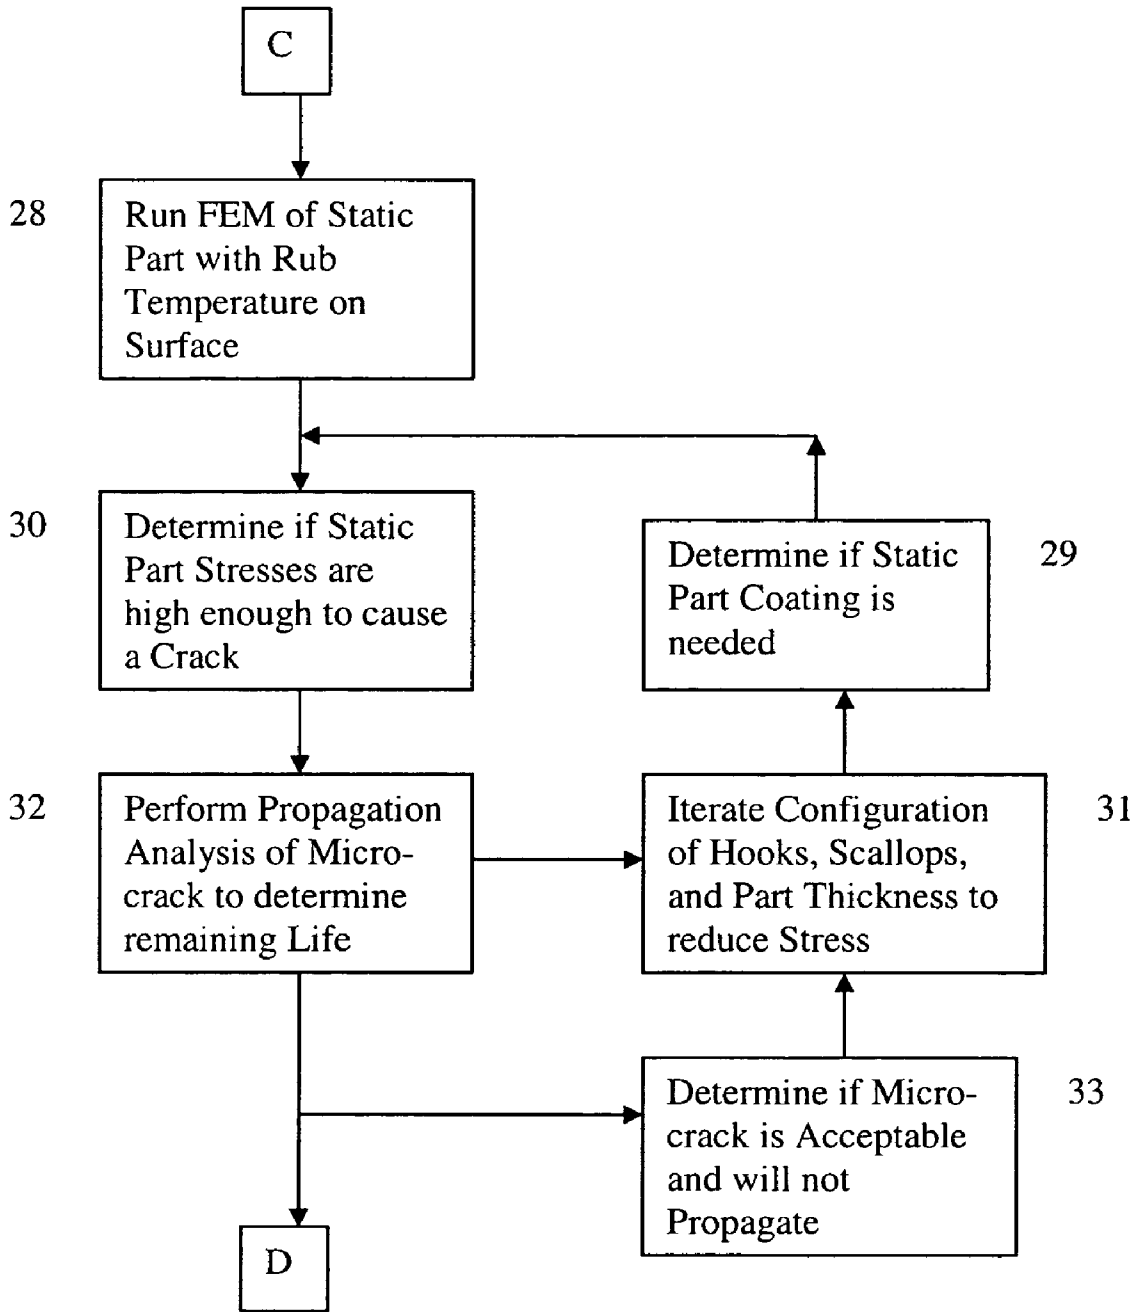 C
28
Run FEM of Static
Part with Rub
Temperature on
Surface
30
Determine if Static
Part Stresses are
high enough to cause
a Crack
Determine if Static
Part Coating is
needed
29
32
Perform Propagation
Analysis of Micro-
crack to determine
remaining Life
Iterate Configuration
of Hooks, Scallops,
and Part Thickness to
reduce Stress
31
Determine if Micro-
crack is Acceptable
and will not
Propagate
33
D